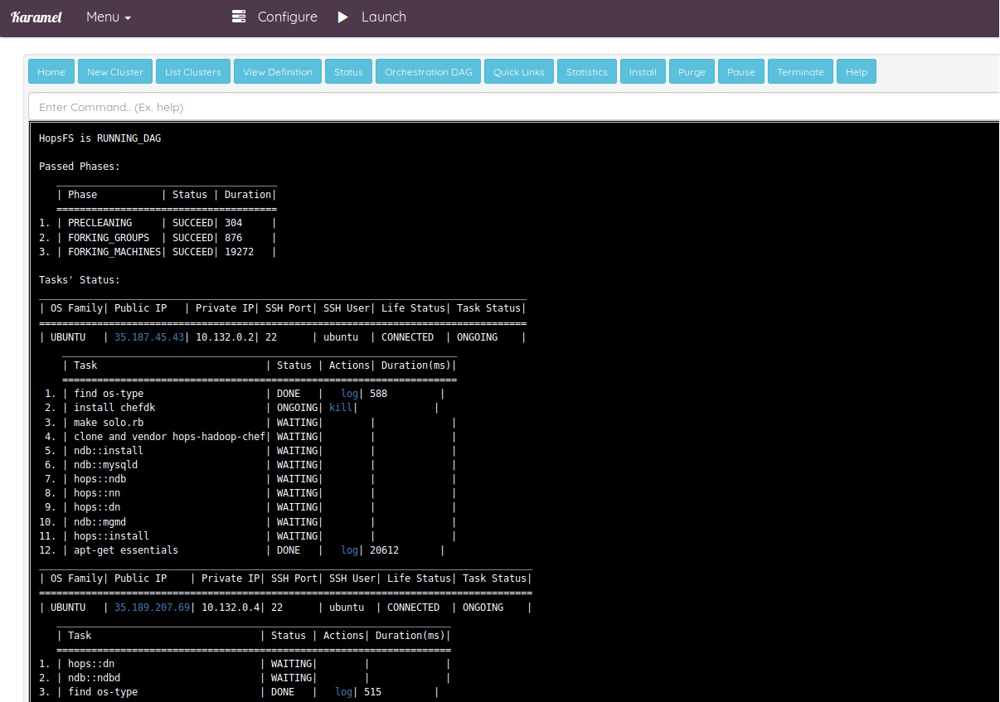 Karamel Menu Configure Launch
Home New Cluster List Clusters View Definition Status Orchestration DAG Quick Links Statistics Install Purge Pause Terminate Help
Enter Command.. (Ex. help)
HopsFS is RUNNING_DAG
Passed Phases:
| Phase | Status | Duration|
=====================================
1. | PRECLEANING | SUCCEED| 304 |
2. | FORKING_GROUPS | SUCCEED| 876 |
3. | FORKING_MACHINES| SUCCEED| 19272 |
Tasks' Status:
| OS Family| Public IP | Private IP| SSH Port| SSH User| Life Status| Task Status|
====================================================================================
| UBUNTU | 35.187.45.43| 10.132.0.2| 22 | ubuntu | CONNECTED | ONGOING |
| Task | Status | Actions| Duration(ms)|
====================================================================
1. | find os-type | DONE | log| 588 |
2. | install chefdk | ONGOING| kill| |
3. | make solo.rb | WAITING| | |
4. | clone and vendor hops-hadoop-chef| WAITING| | |
5. | ndb::install | WAITING| | |
6. | ndb::mysqld | WAITING| | |
7. | hops::ndb | WAITING| | |
8. | hops::nn | WAITING| | |
9. | hops::dn | WAITING| | |
10. | ndb::mgmd | WAITING| | |
11. | hops::install | WAITING| | |
12. | apt-get essentials | DONE | log| 20612 |
| OS Family| Public IP | Private IP| SSH Port| SSH User| Life Status| Task Status|
=====================================================================================
| UBUNTU | 35.189.207.69| 10.132.0.4| 22 | ubuntu | CONNECTED | ONGOING |
| Task | Status | Actions| Duration(ms)|
====================================================================
1. | hops::dn | WAITING| | |
2. | ndb::ndbd | WAITING| | |
3. | find os-type | DONE | log| 515 |